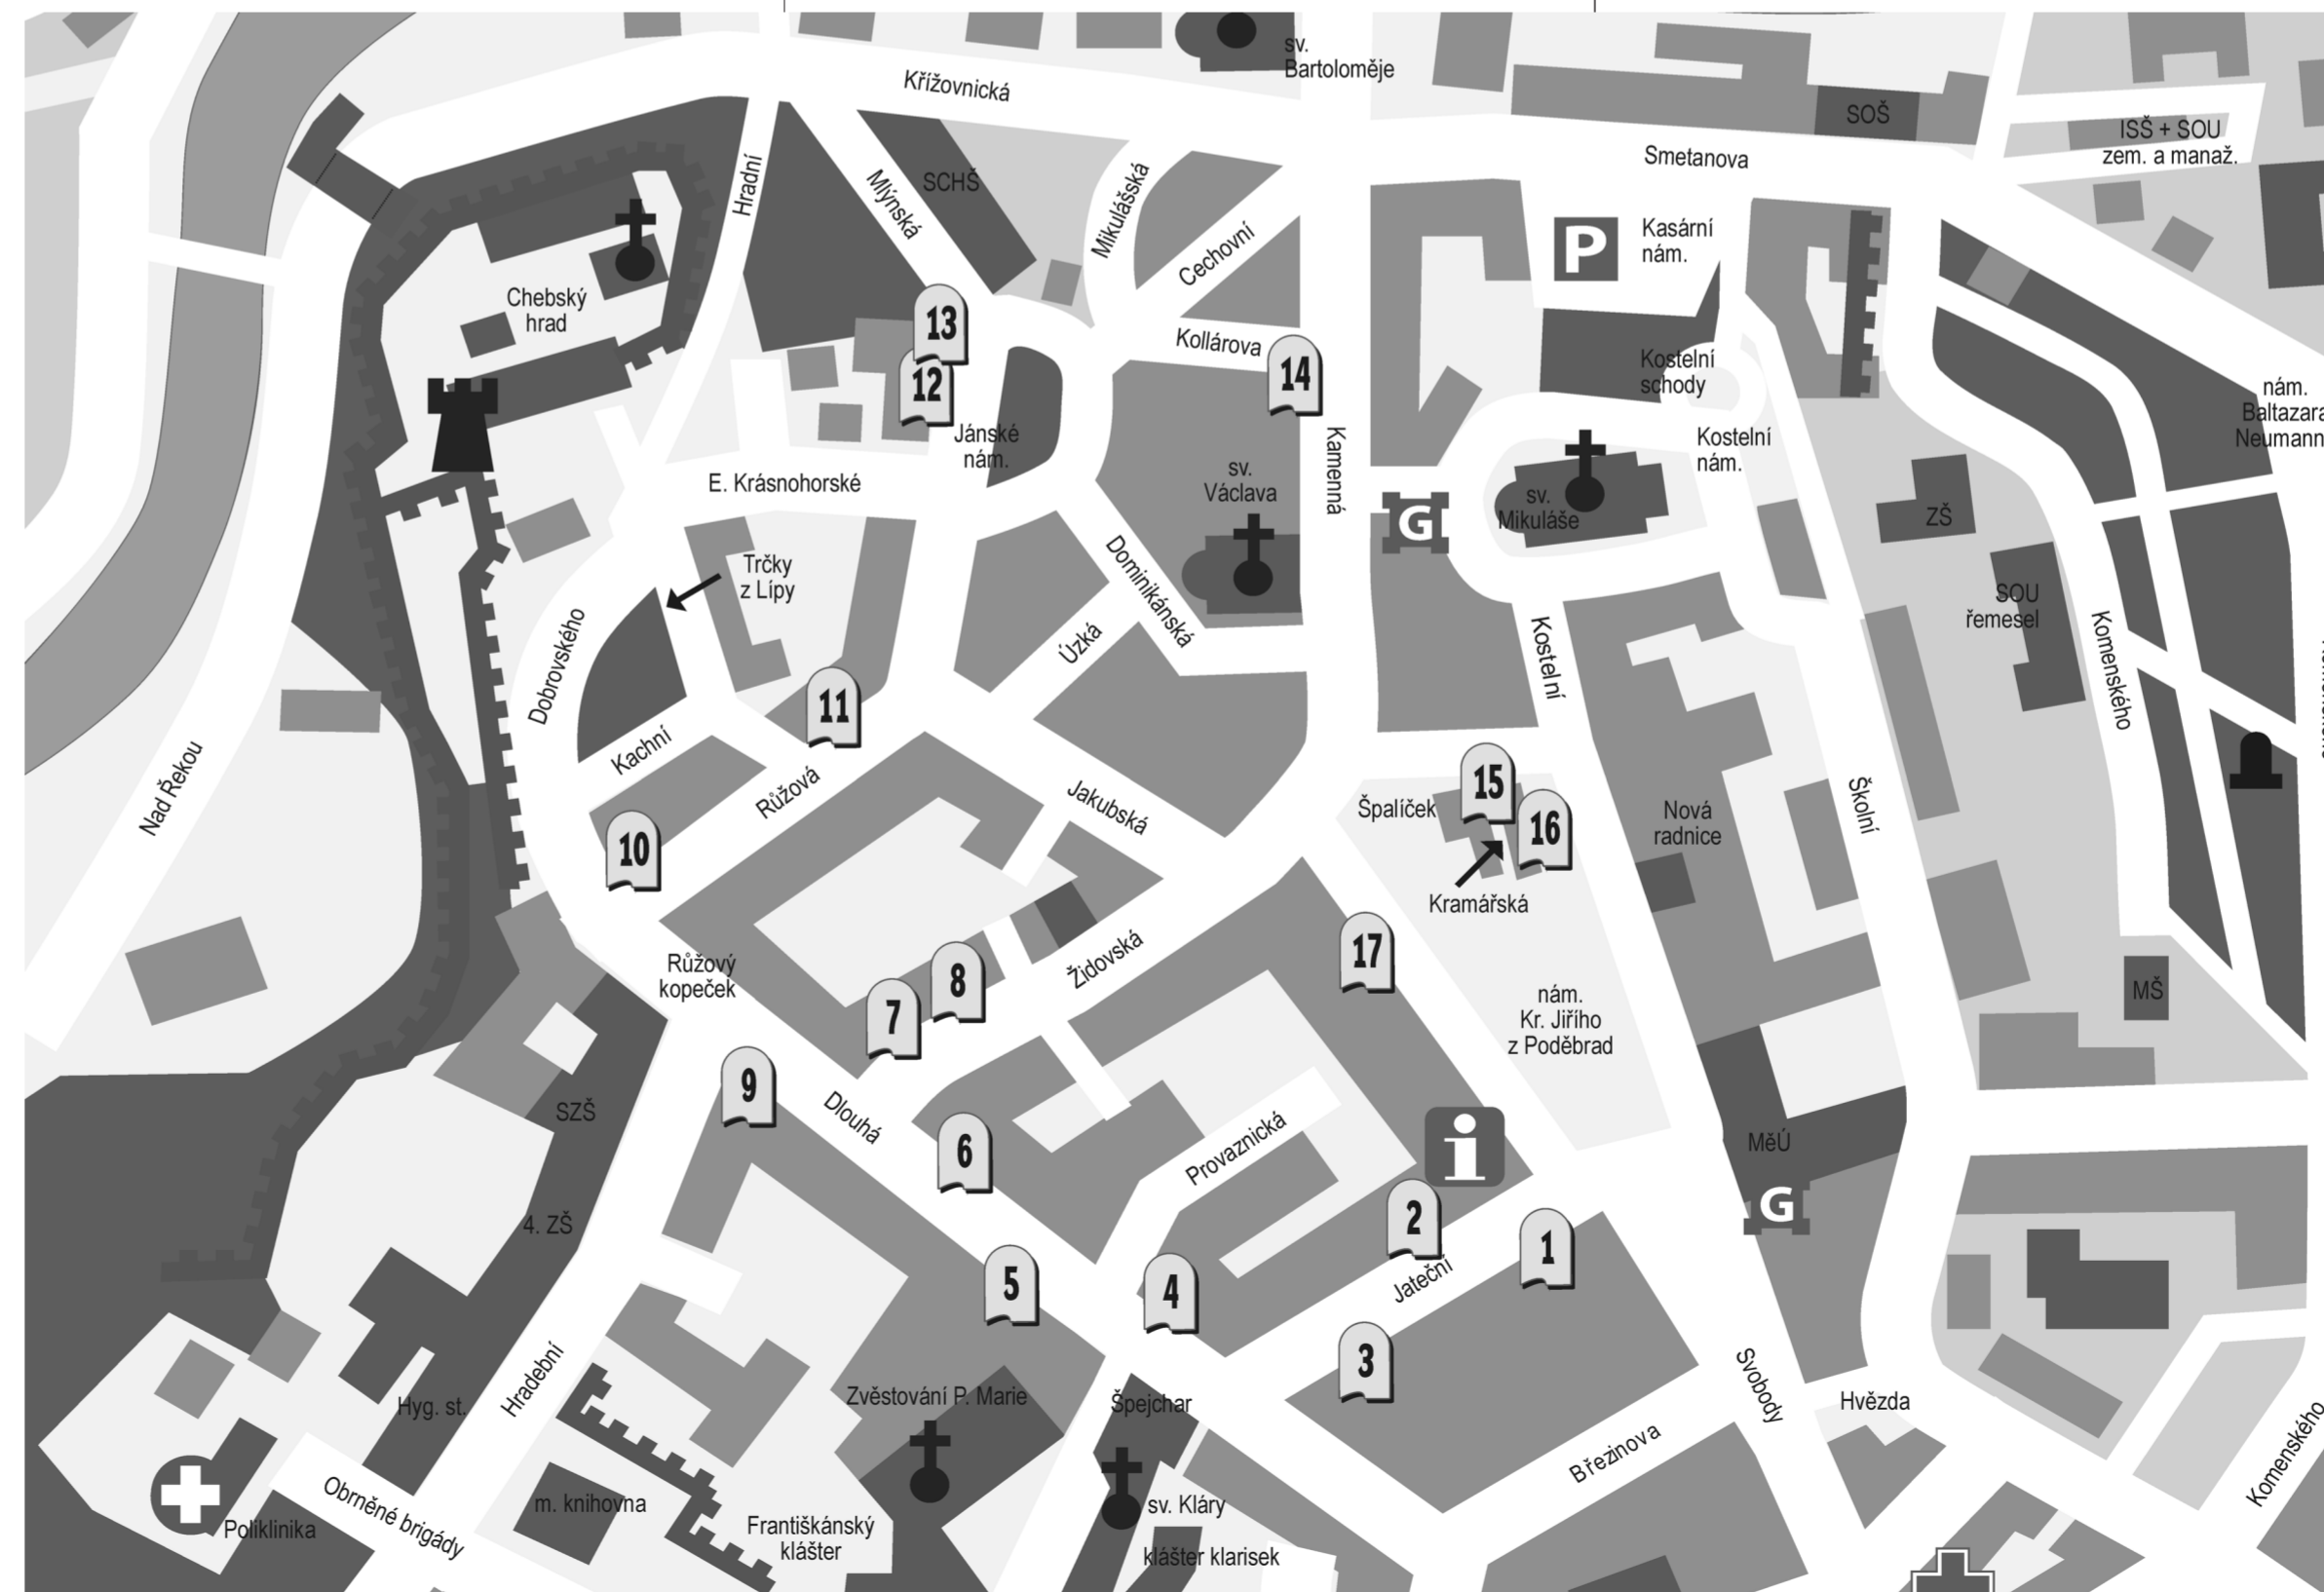 sv.
Bartoloměje
Křížovnická
SOŠ
ISŠ + SOU
zem. a manaž.
Smetanova
Hradní
Mlýnská
SCHŠ
Mikulášská
Cechovní
P
Kasární
nám.
Chebský
hrad
13
Kollárova
14
12
Kostelní
schody
nám.
Baltazara
Neumann
Jánské
nám.
Kostelní
nám.
E. Krásnohorské
sv.
Václava
Kamenná
G
sv.
Mikuláše
ZŠ
Trčky
z Lípy
Dominikánská
SOU
řemesel
Dobrovského
Úzká
Kostelní
Komenského
11
Kachní
Růžová
Nad Řekou
Jakubská
Špalíček
15
16
Nová
radnice
Školní
10
Kramářská
Růžový
kopeček
8
Židovská
17
7
nám.
Kr. Jiřího
z Poděbrad
MŠ
9
SZŠ
Dlouhá
6
Provaznická
i
MěÚ
4. ZŠ
2
G
1
5
4
Jateční
3
Hradební
Hyg. st.
Zvěstování P. Marie
Špejchar
Svobody
Hvězda
Březinova
Komenského
Obrněné brigády
m. knihovna
sv. Kláry
Poliklinika
Františkánský
klášter
klášter klarisek